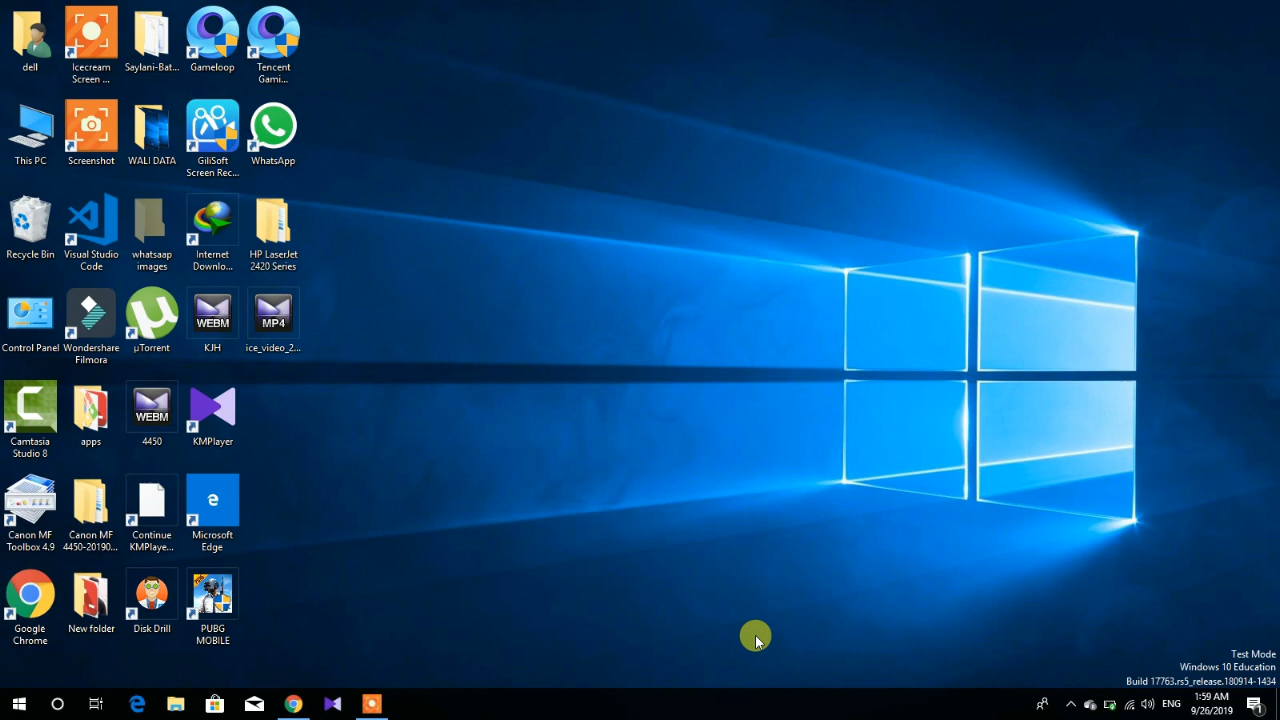 dell
Icecream
Screen ...
Saylani-Bat...
Gameloop
Tencent
Gami...
This PC
Screenshot
WALI DATA
GiliSoft
Screen Rec...
WhatsApp
Recycle Bin
Visual Studio
Code
whatsaap
images
Internet
Downlo...
HP LaserJet
2420 Series
Control Panel
Wondershare
Filmora
µTorrent
WEBM
KJH
MP4
ice_video_2...
Camtasia
Studio 8
apps
WEBM
4450
KMPlayer
Canon MF
Toolbox 4.9
Canon MF
4450-20190...
Continue
KMPlaye...
Microsoft
Edge
Google
Chrome
New folder
Disk Drill
PUBG
MOBILE
Test Mode
Windows 10 Education
Build 17763.rs5_release.180914-1434
ENG
1:59 AM
9/26/2019
1